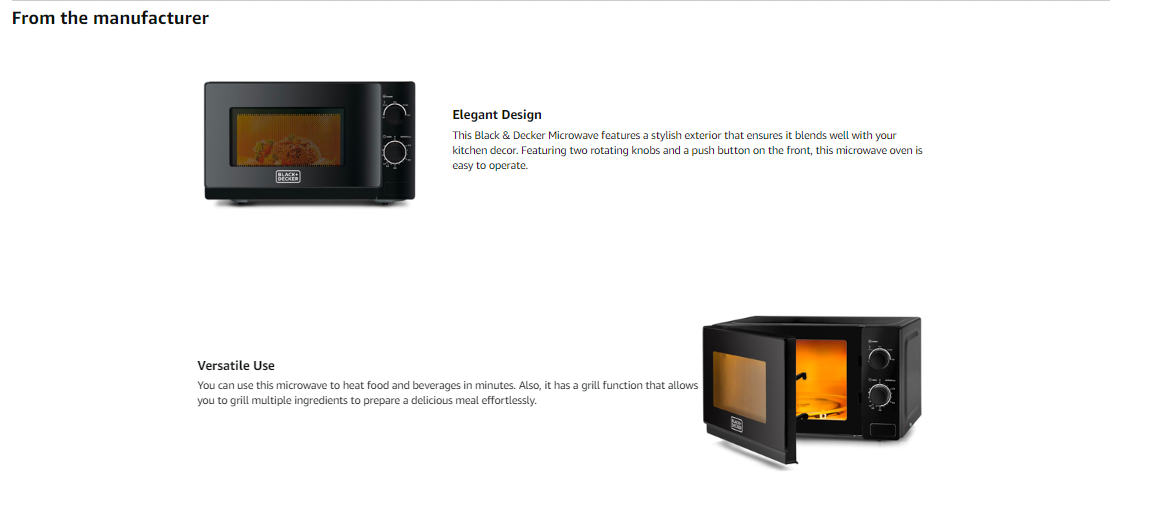 From the manufacturer
Elegant Design
This Black & Decker Microwave features a stylish exterior that ensures it blends well with your
kitchen decor. Featuring two rotating knobs and a push button on the front, this microwave oven is
easy to operate.
BLACK+
DECKER
Versatile Use
You can use this microwave to heat food and beverages in minutes. Also, it has a grill function that allows
you to grill multiple ingredients to prepare a delicious meal effortlessly.
BLACK+
DECKER